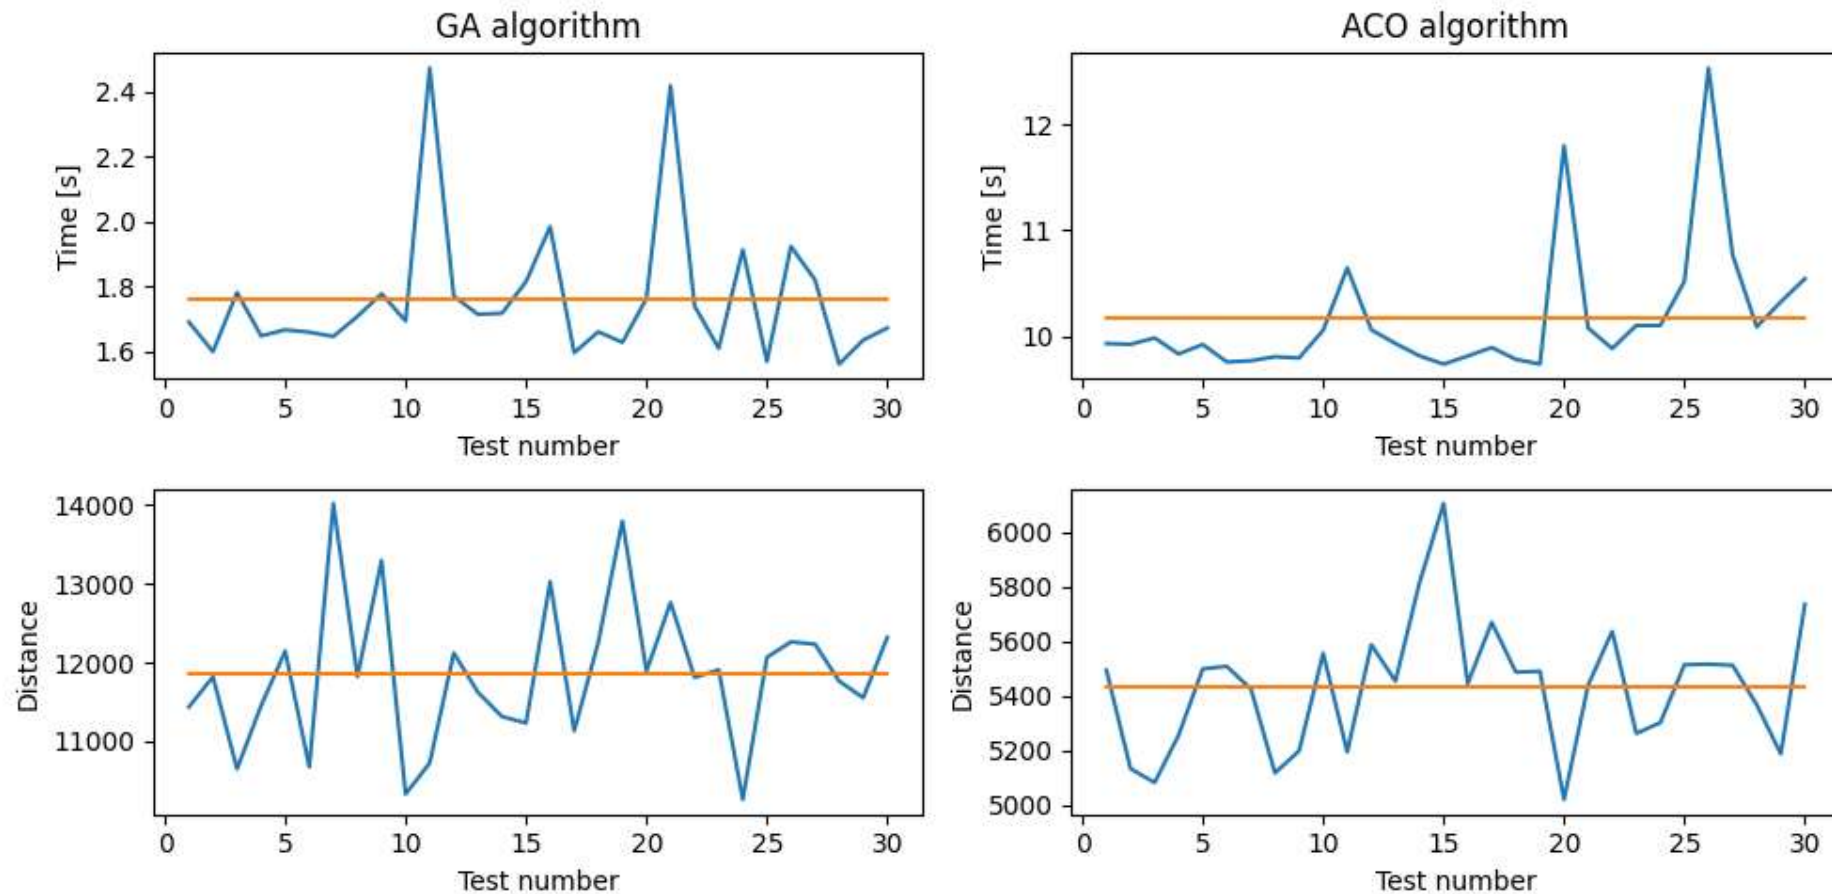 GA algorithm
2.4
2.2
2.0
1.8
1.6
Time [s]
0 5 10 15 20 25 30
Test number
ACO algorithm
12
11
10
Time [s]
0 5 10 15 20 25 30
Test number
14000
13000
12000
11000
Distance
0 5 10 15 20 25 30
Test number
6000
5800
5600
5400
5200
5000
Distance
0 5 10 15 20 25 30
Test number